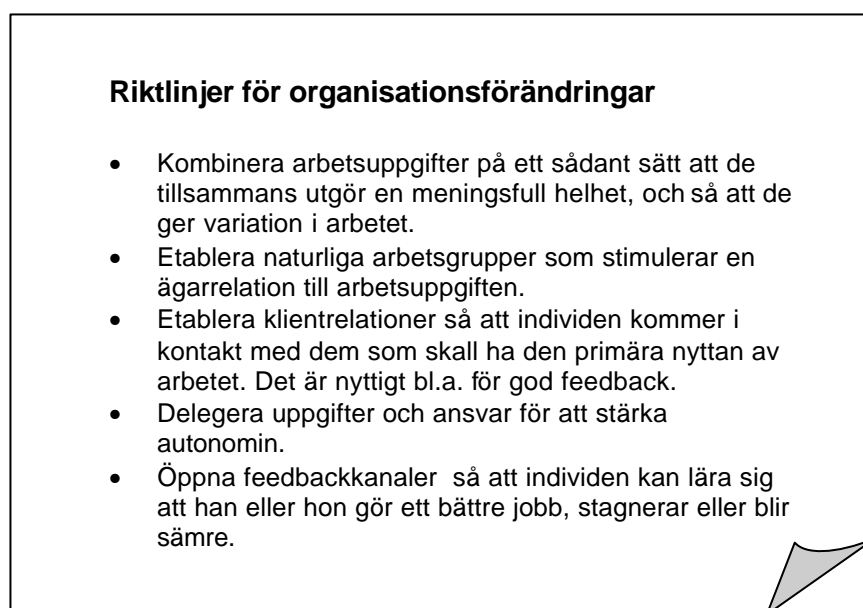 Riktlinjer för organisationsförändringar
• Kombinera arbetsuppgifter på ett sådant sätt att de
tillsammans utgör en meningsfull helhet, och så att de
ger variation i arbetet.
• Etablera naturliga arbetsgrupper som stimulerar en
ägarrelation till arbetsuppgiften.
• Etablera klientrelationer så att individen kommer i
kontakt med dem som skall ha den primära nyttan av
arbetet. Det är nyttigt bl.a. för god feedback.
• Delegera uppgifter och ansvar för att stärka
autonomin.
• Öppna feedbackkanaler så att individen kan lära sig
att han eller hon gör ett bättre jobb, stagnerar eller blir
sämre.